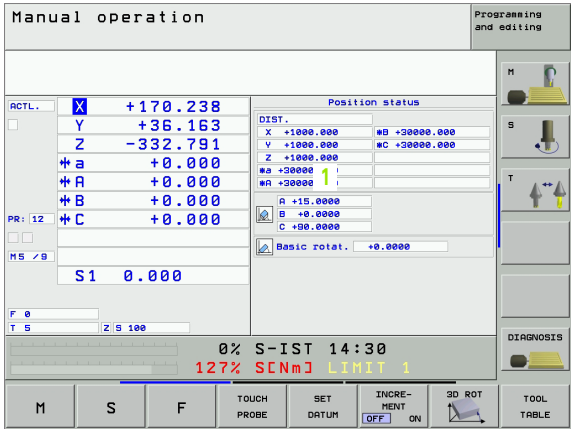 Manual operation
Programming
and editing
ACTL.
X +170.238
Y +36.163
Z -332.791
a +0.000
A +0.000
B +0.000
C +0.000
PR: 12
M5 /9
S1 0.000
F 0
T 5 Z S 100
Position status
DIST.
X +1000.000 *B +30000.000
Y +1000.000 *C +30000.000
Z +1000.000
*a +30000
*A +30000
1
A +15.0000
B +0.0000
C +90.0000
Basic rotat. +0.0000
M
S
T
DIAGNOSIS
0% S-IST 14:30
127% S[Nm] LIMIT 1
M
S
F
TOUCH
PROBE
SET
DATUM
INCRE-
MENT
OFF ON
3D ROT
TOOL
TABLE